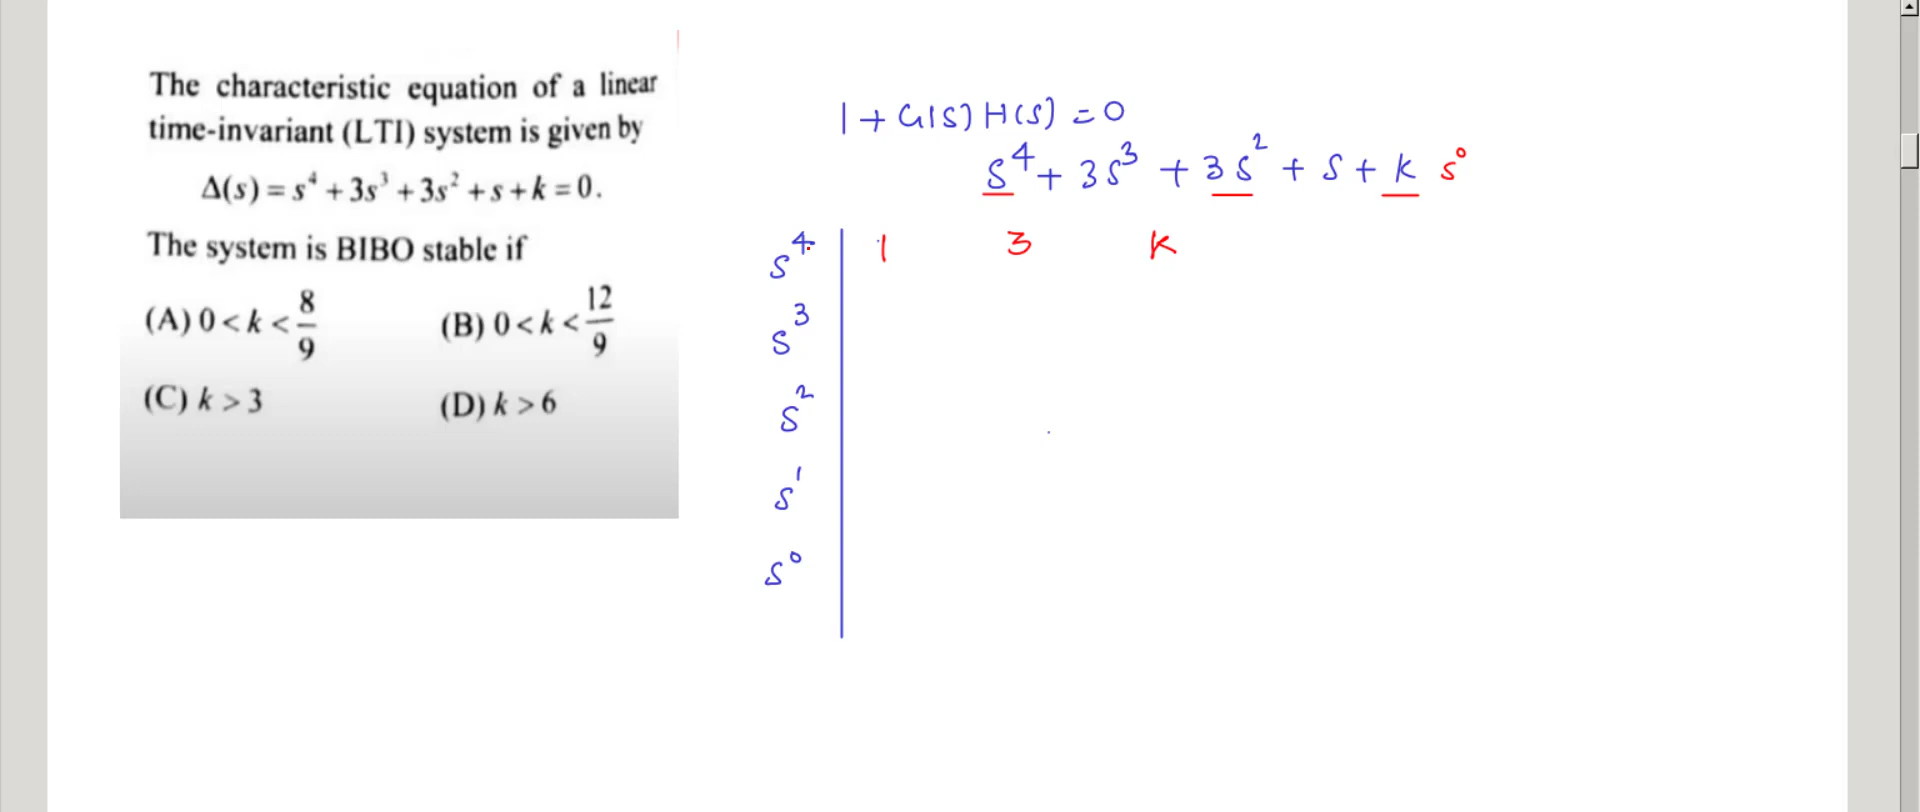 The characteristic equation of a linear
time-invariant (LTI) system is given by
Δ(s) = s⁴ + 3s³ + 3s² + s + k = 0.
The system is BIBO stable if
(A) 0 < k < 8/9 (B) 0 < k < 12/9
(C) k > 3 (D) k > 6
1 + G(S) H(S) = 0
S⁴ + 3S³ + 3S² + S + k S⁰
S⁴ 1 3 K
S³
S²
S¹
S⁰